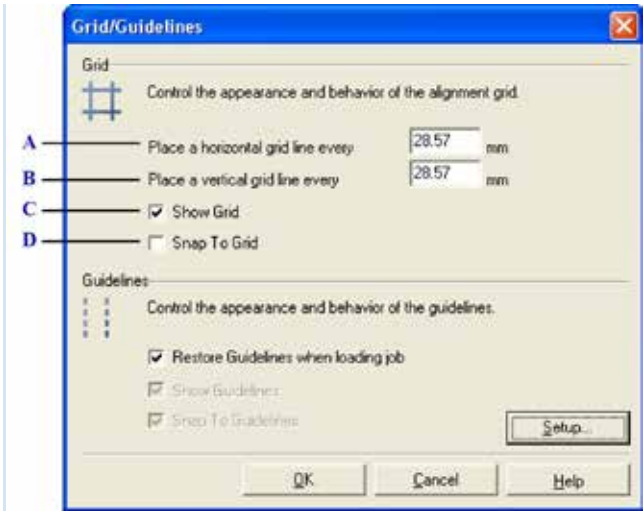 Grid/Guidelines
Grid
Control the appearance and behavior of the alignment grid.
A Place a horizontal grid line every 28.57 mm
B Place a vertical grid line every 28.57 mm
C Show Grid
D Snap To Grid
Guidelines
Control the appearance and behavior of the guidelines.
Restore Guidelines when loading job
Show Guidelines
Snap To Guidelines
Setup...
OK Cancel Help